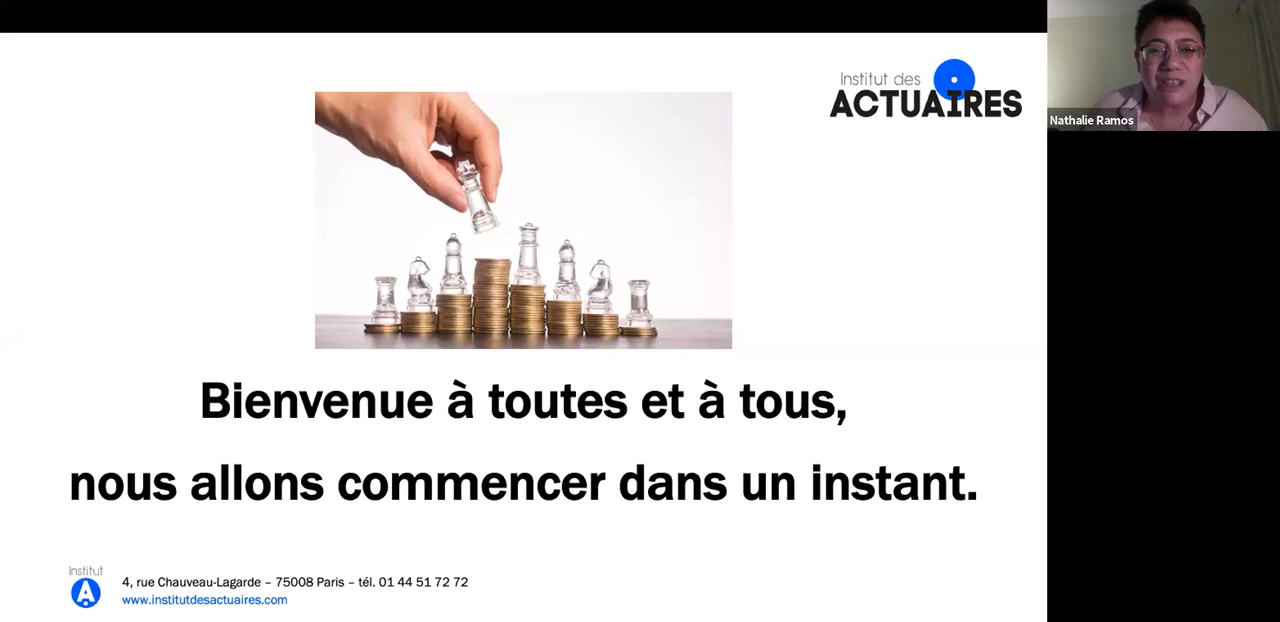 Institut des
ACTUAIRES
Nathalie Ramos
Bienvenue à toutes et à tous,
nous allons commencer dans un instant.
Institut
A
4, rue Chauveau-Lagarde – 75008 Paris – tél. 01 44 51 72 72
www.institutdesactuaires.com